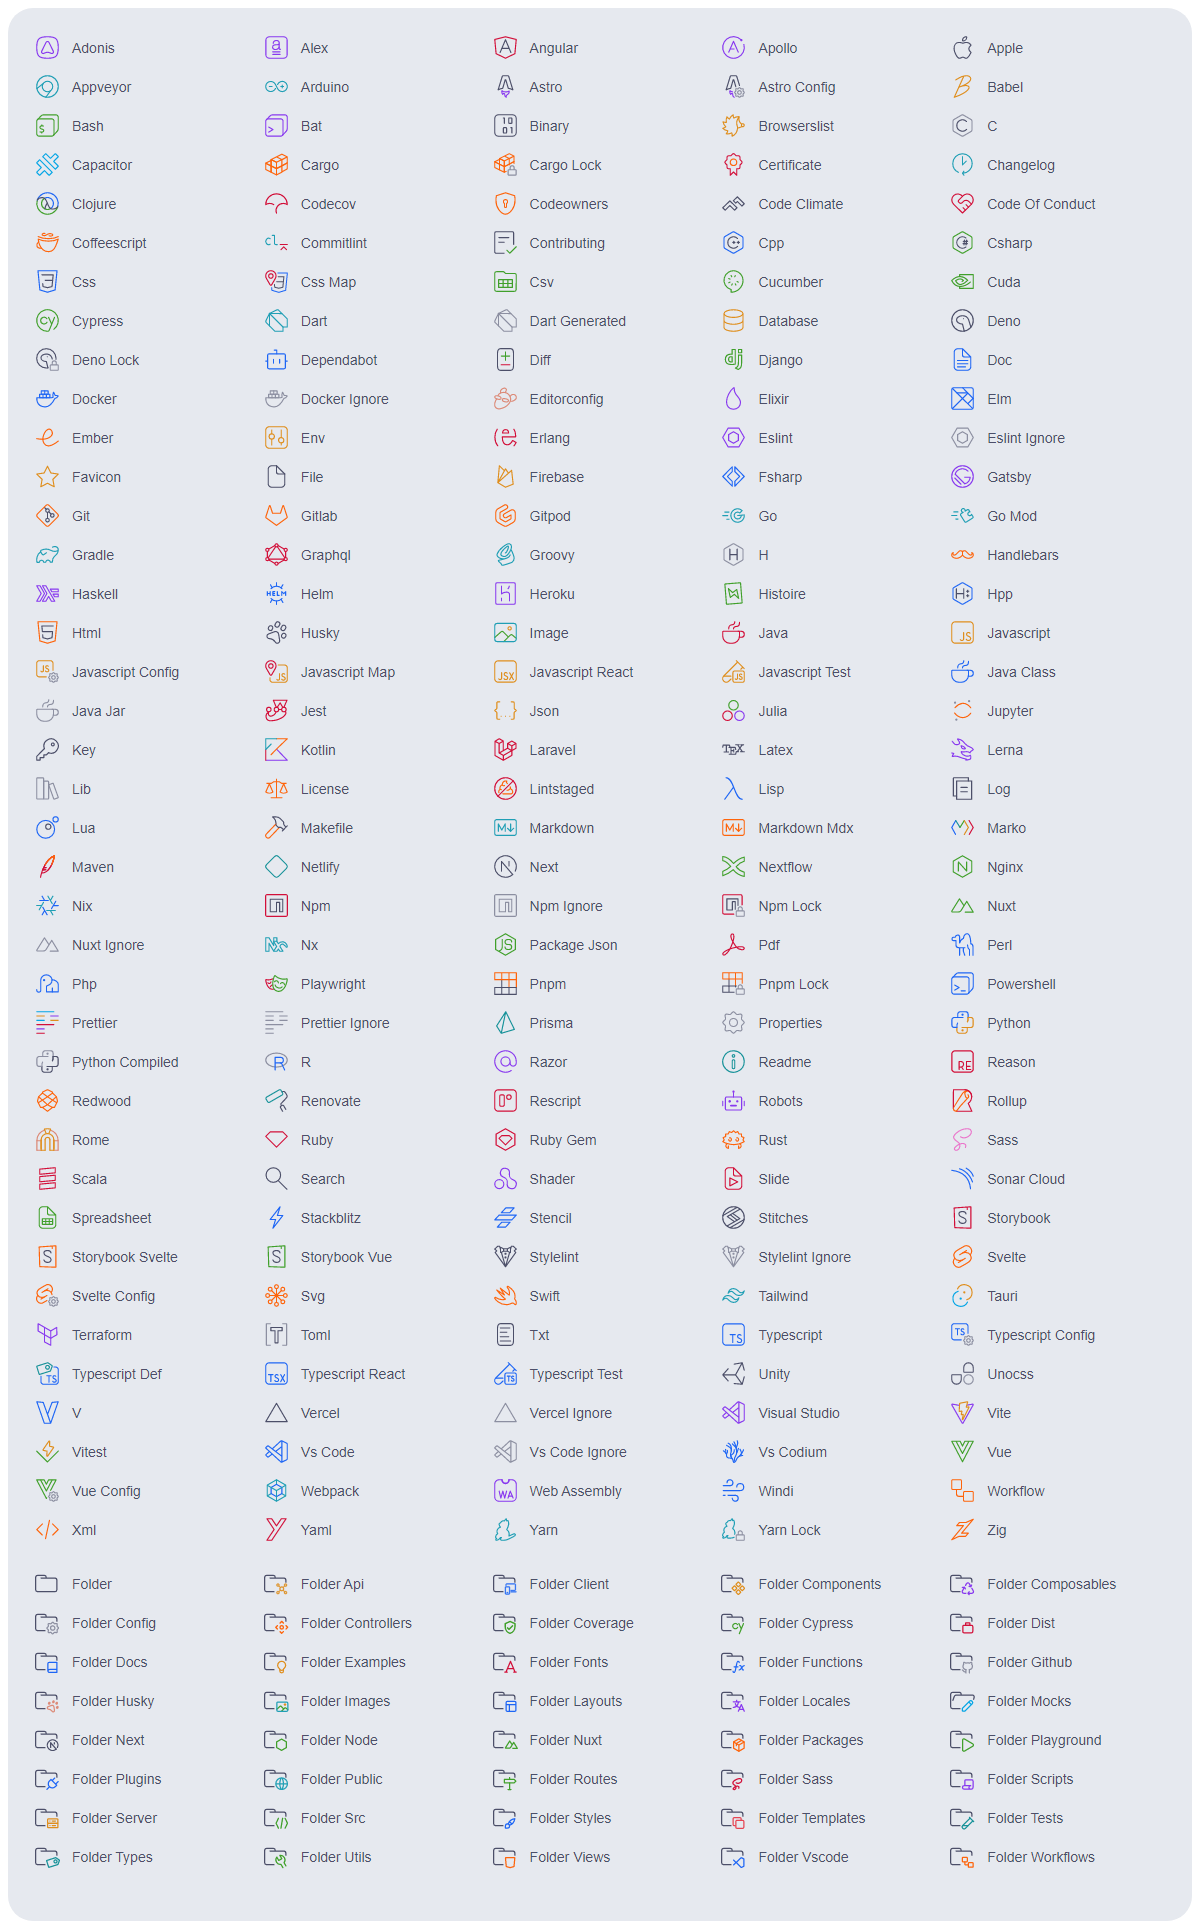 Adonis Alex Angular Apollo Apple
Appveyor Arduino Astro Astro Config Babel
Bash Bat Binary Browserslist C
Capacitor Cargo Cargo Lock Certificate Changelog
Clojure Codecov Codeowners Code Climate Code Of Conduct
Coffeescript Commitlint Contributing Cpp Csharp
Css Css Map Csv Cucumber Cuda
Cypress Dart Dart Generated Database Deno
Deno Lock Dependabot Diff Django Doc
Docker Docker Ignore Editorconfig Elixir Elm
Ember Env Erlang Eslint Eslint Ignore
Favicon File Firebase Fsharp Gatsby
Git Gitlab Gitpod Go Go Mod
Gradle Graphql Groovy H Handlebars
Haskell Helm Heroku Histoire Hpp
Html Husky Image Java Javascript
Javascript Config Javascript Map Javascript React Javascript Test Java Class
Java Jar Jest Json Julia Jupyter
Key Kotlin Laravel Latex Lerna
Lib License Lintstaged Lisp Log
Lua Makefile Markdown Markdown Mdx Marko
Maven Netlify Next Nextflow Nginx
Nix Npm Npm Ignore Npm Lock Nuxt
Nuxt Ignore Nx Package Json Pdf Perl
Php Playwright Pnpm Pnpm Lock Powershell
Prettier Prettier Ignore Prisma Properties Python
Python Compiled R Razor Readme Reason
Redwood Renovate Rescript Robots Rollup
Rome Ruby Ruby Gem Rust Sass
Scala Search Shader Slide Sonar Cloud
Spreadsheet Stackblitz Stencil Stitches Storybook
Storybook Svelte Storybook Vue Stylelint Stylelint Ignore Svelte
Svelte Config Svg Swift Tailwind Tauri
Terraform Toml Txt Typescript Typescript Config
Typescript Def Typescript React Typescript Test Unity Unocss
V Vercel Vercel Ignore Visual Studio Vite
Vitest Vs Code Vs Code Ignore Vs Codium Vue
Vue Config Webpack Web Assembly Windi Workflow
Xml Yaml Yarn Yarn Lock Zig
Folder Folder Api Folder Client Folder Components Folder Composables
Folder Config Folder Controllers Folder Coverage Folder Cypress Folder Dist
Folder Docs Folder Examples Folder Fonts Folder Functions Folder Github
Folder Husky Folder Images Folder Layouts Folder Locales Folder Mocks
Folder Next Folder Node Folder Nuxt Folder Packages Folder Playground
Folder Plugins Folder Public Folder Routes Folder Sass Folder Scripts
Folder Server Folder Src Folder Styles Folder Templates Folder Tests
Folder Types Folder Utils Folder Views Folder Vscode Folder Workflows